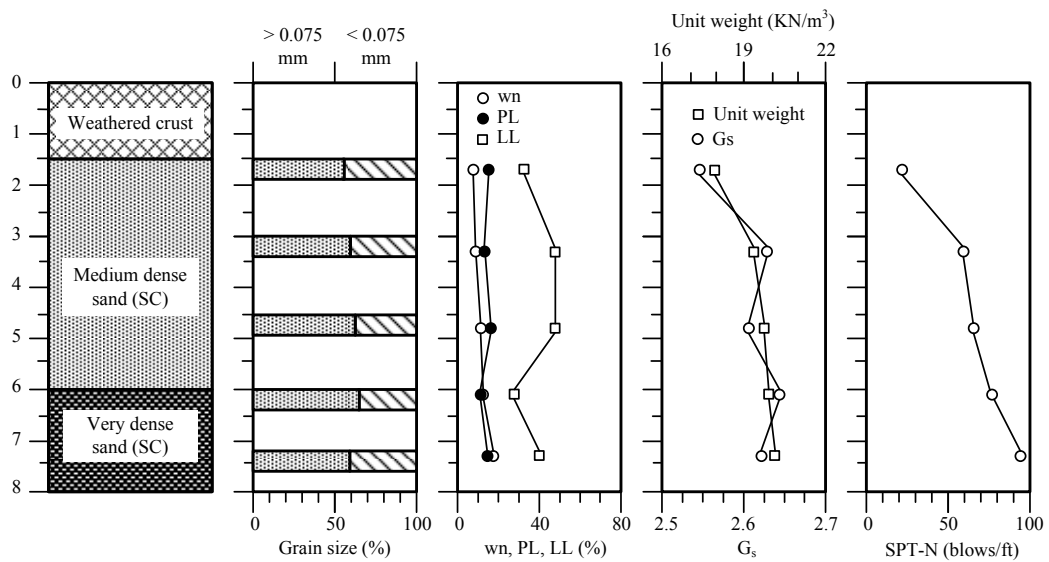 Unit weight (KN/m³)
> 0.075 < 0.075
mm mm
16 19 22
0
1
2
3
4
5
6
7
8
Weathered crust
Medium dense
sand (SC)
Very dense
sand (SC)
wn
PL
LL
Unit weight
Gs
0 50 100
Grain size (%)
0 40 80
wn, PL, LL (%)
2.5 2.6 2.7
Gₛ
0 50 100
SPT-N (blows/ft)